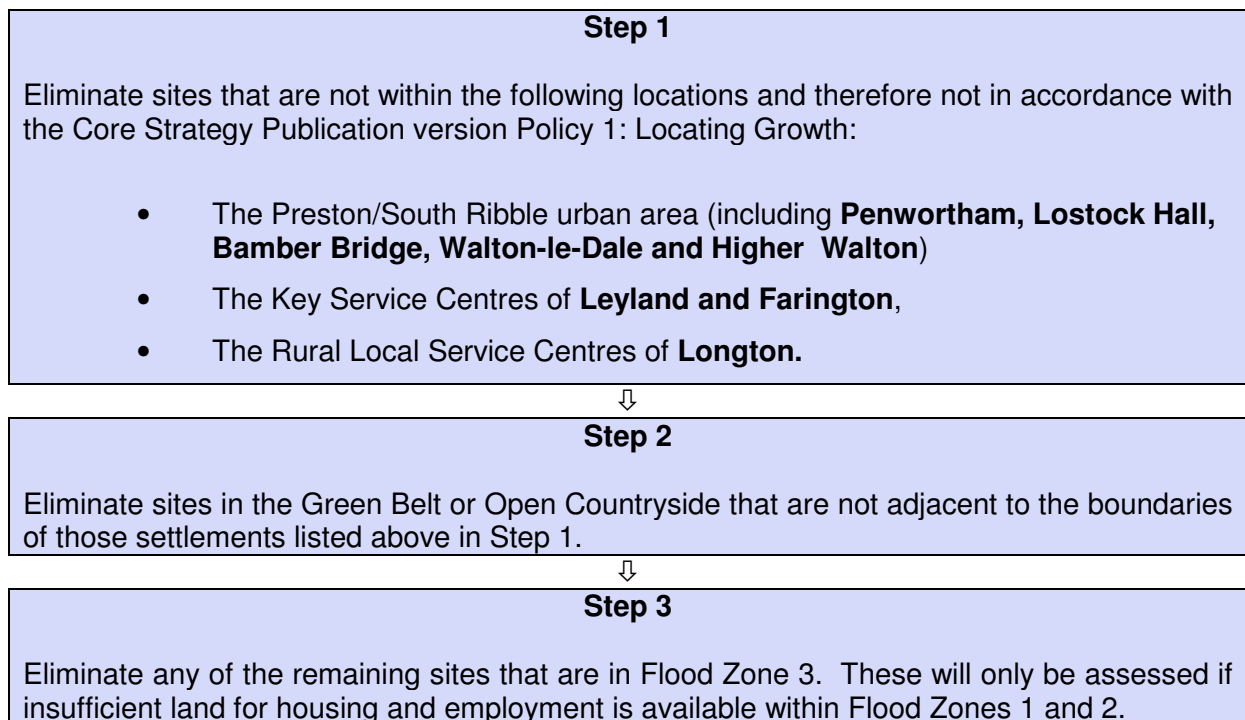 Step 1
Eliminate sites that are not within the following locations and therefore not in accordance with
the Core Strategy Publication version Policy 1: Locating Growth:
• The Preston/South Ribble urban area (including Penwortham, Lostock Hall,
Bamber Bridge, Walton-le-Dale and Higher Walton)
• The Key Service Centres of Leyland and Farington,
• The Rural Local Service Centres of Longton.
⇩
Step 2
Eliminate sites in the Green Belt or Open Countryside that are not adjacent to the boundaries
of those settlements listed above in Step 1.
⇩
Step 3
Eliminate any of the remaining sites that are in Flood Zone 3. These will only be assessed if
insufficient land for housing and employment is available within Flood Zones 1 and 2.